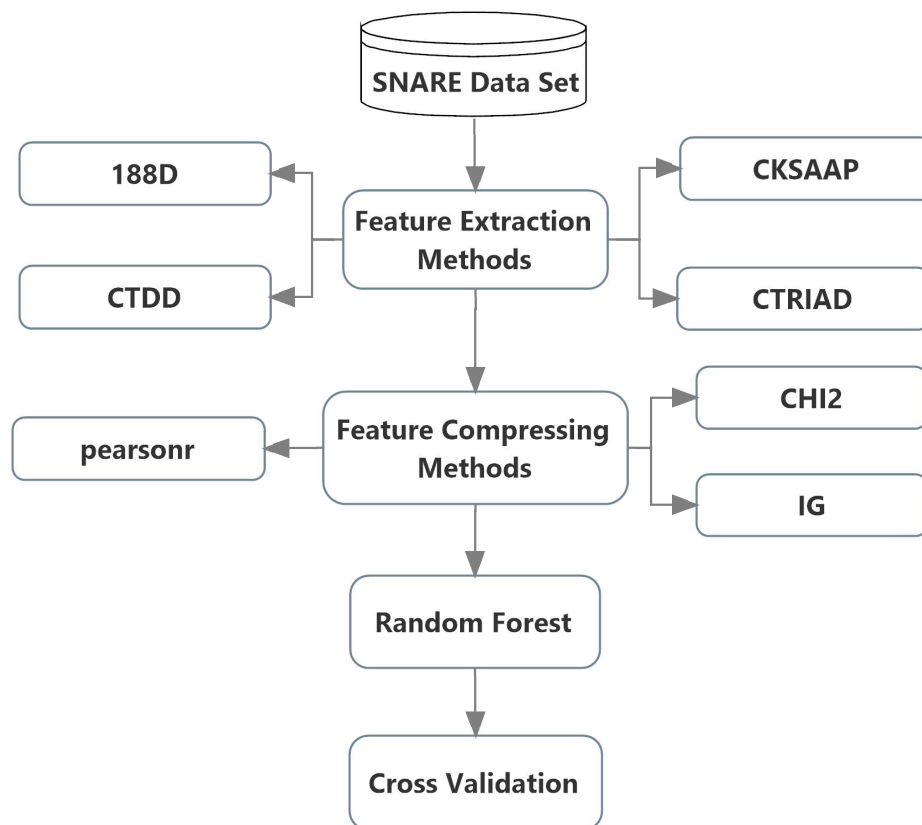 SNARE Data Set
188D
CKSAAP
Feature Extraction
Methods
CTDD
CTRIAD
CHI2
Feature Compressing
Methods
pearsonr
IG
Random Forest
Cross Validation